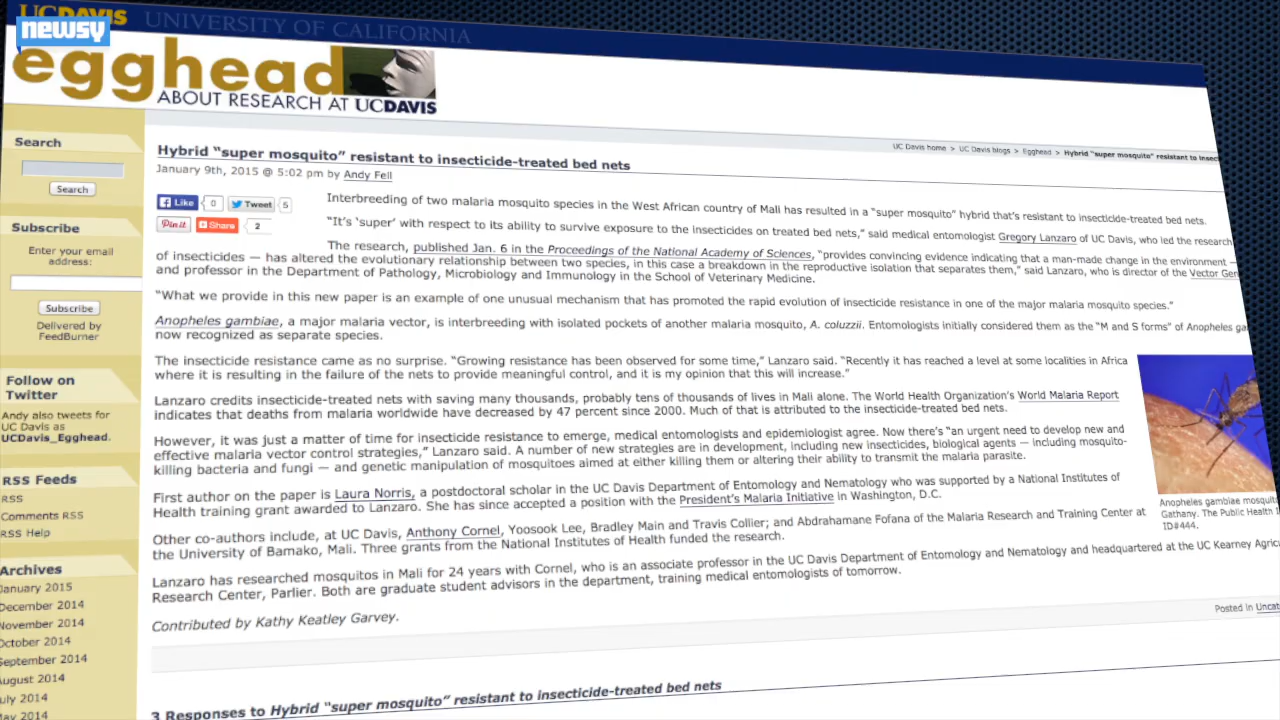 UCDAVIS UNIVERSITY OF CALIFORNIA
newsy
egghead
ABOUT RESEARCH AT UCDAVIS
UC Davis home > UC Davis blogs > Egghead > Hybrid "super mosquito" resistant to
Search
Search
Subscribe
Enter your email
address:
Subscribe
Delivered by
FeedBurner
Follow on
Twitter
Andy also tweets for
UC Davis as
UCDavis_Egghead.
RSS Feeds
RSS
Comments RSS
RSS Help
Archives
January 2015
December 2014
November 2014
October 2014
September 2014
August 2014
July 2014
May 2014
Hybrid “super mosquito” resistant to insecticide-treated bed nets
January 9th, 2015 @ 5:02 pm by Andy Fell
Like 0 Tweet 5
Pin it Share 2
Interbreeding of two malaria mosquito species in the West African country of Mali has resulted in a “super mosquito” hybrid that’s resistant to insecticide-treated bed nets.
“It’s ‘super’ with respect to its ability to survive exposure to the insecticides on treated bed nets,” said medical entomologist Gregory Lanzaro of UC Davis, who led the research
The research, published Jan. 6 in the Proceedings of the National Academy of Sciences, “provides convincing evidence indicating that a man-made change in the environment —
of insecticides — has altered the evolutionary relationship between two species, in this case a breakdown in the reproductive isolation that separates them,” said Lanzaro, who is director of the Vector Gen
and professor in the Department of Pathology, Microbiology and Immunology in the School of Veterinary Medicine.
“What we provide in this new paper is an example of one unusual mechanism that has promoted the rapid evolution of insecticide resistance in one of the major malaria mosquito species.”
Anopheles gambiae, a major malaria vector, is interbreeding with isolated pockets of another malaria mosquito, A. coluzzii. Entomologists initially considered them as the “M and S forms” of Anopheles ga
now recognized as separate species.
The insecticide resistance came as no surprise. “Growing resistance has been observed for some time,” Lanzaro said. “Recently it has reached a level at some localities in Africa
where it is resulting in the failure of the nets to provide meaningful control, and it is my opinion that this will increase.”
Lanzaro credits insecticide-treated nets with saving many thousands, probably tens of thousands of lives in Mali alone. The World Health Organization’s World Malaria Report
indicates that deaths from malaria worldwide have decreased by 47 percent since 2000. Much of that is attributed to the insecticide-treated bed nets.
However, it was just a matter of time for insecticide resistance to emerge, medical entomologists and epidemiologist agree. Now there’s “an urgent need to develop new and
effective malaria vector control strategies,” Lanzaro said. A number of new strategies are in development, including new insecticides, biological agents — including mosquito-
killing bacteria and fungi — and genetic manipulation of mosquitoes aimed at either killing them or altering their ability to transmit the malaria parasite.
First author on the paper is Laura Norris, a postdoctoral scholar in the UC Davis Department of Entomology and Nematology who was supported by a National Institutes of
Health training grant awarded to Lanzaro. She has since accepted a position with the President’s Malaria Initiative in Washington, D.C.
Other co-authors include, at UC Davis, Anthony Cornel, Yoosook Lee, Bradley Main and Travis Collier; and Abdrahamane Fofana of the Malaria Research and Training Center at
the University of Bamako, Mali. Three grants from the National Institutes of Health funded the research.
Lanzaro has researched mosquitos in Mali for 24 years with Cornel, who is an associate professor in the UC Davis Department of Entomology and Nematology and headquartered at the UC Kearney Agric
Research Center, Parlier. Both are graduate student advisors in the department, training medical entomologists of tomorrow.
Contributed by Kathy Keatley Garvey.
Anopheles gambiae mosquit
Gathany. The Public Health I
ID#444.
Posted in Uncat
3 Responses to Hybrid “super mosquito” resistant to insecticide-treated bed nets